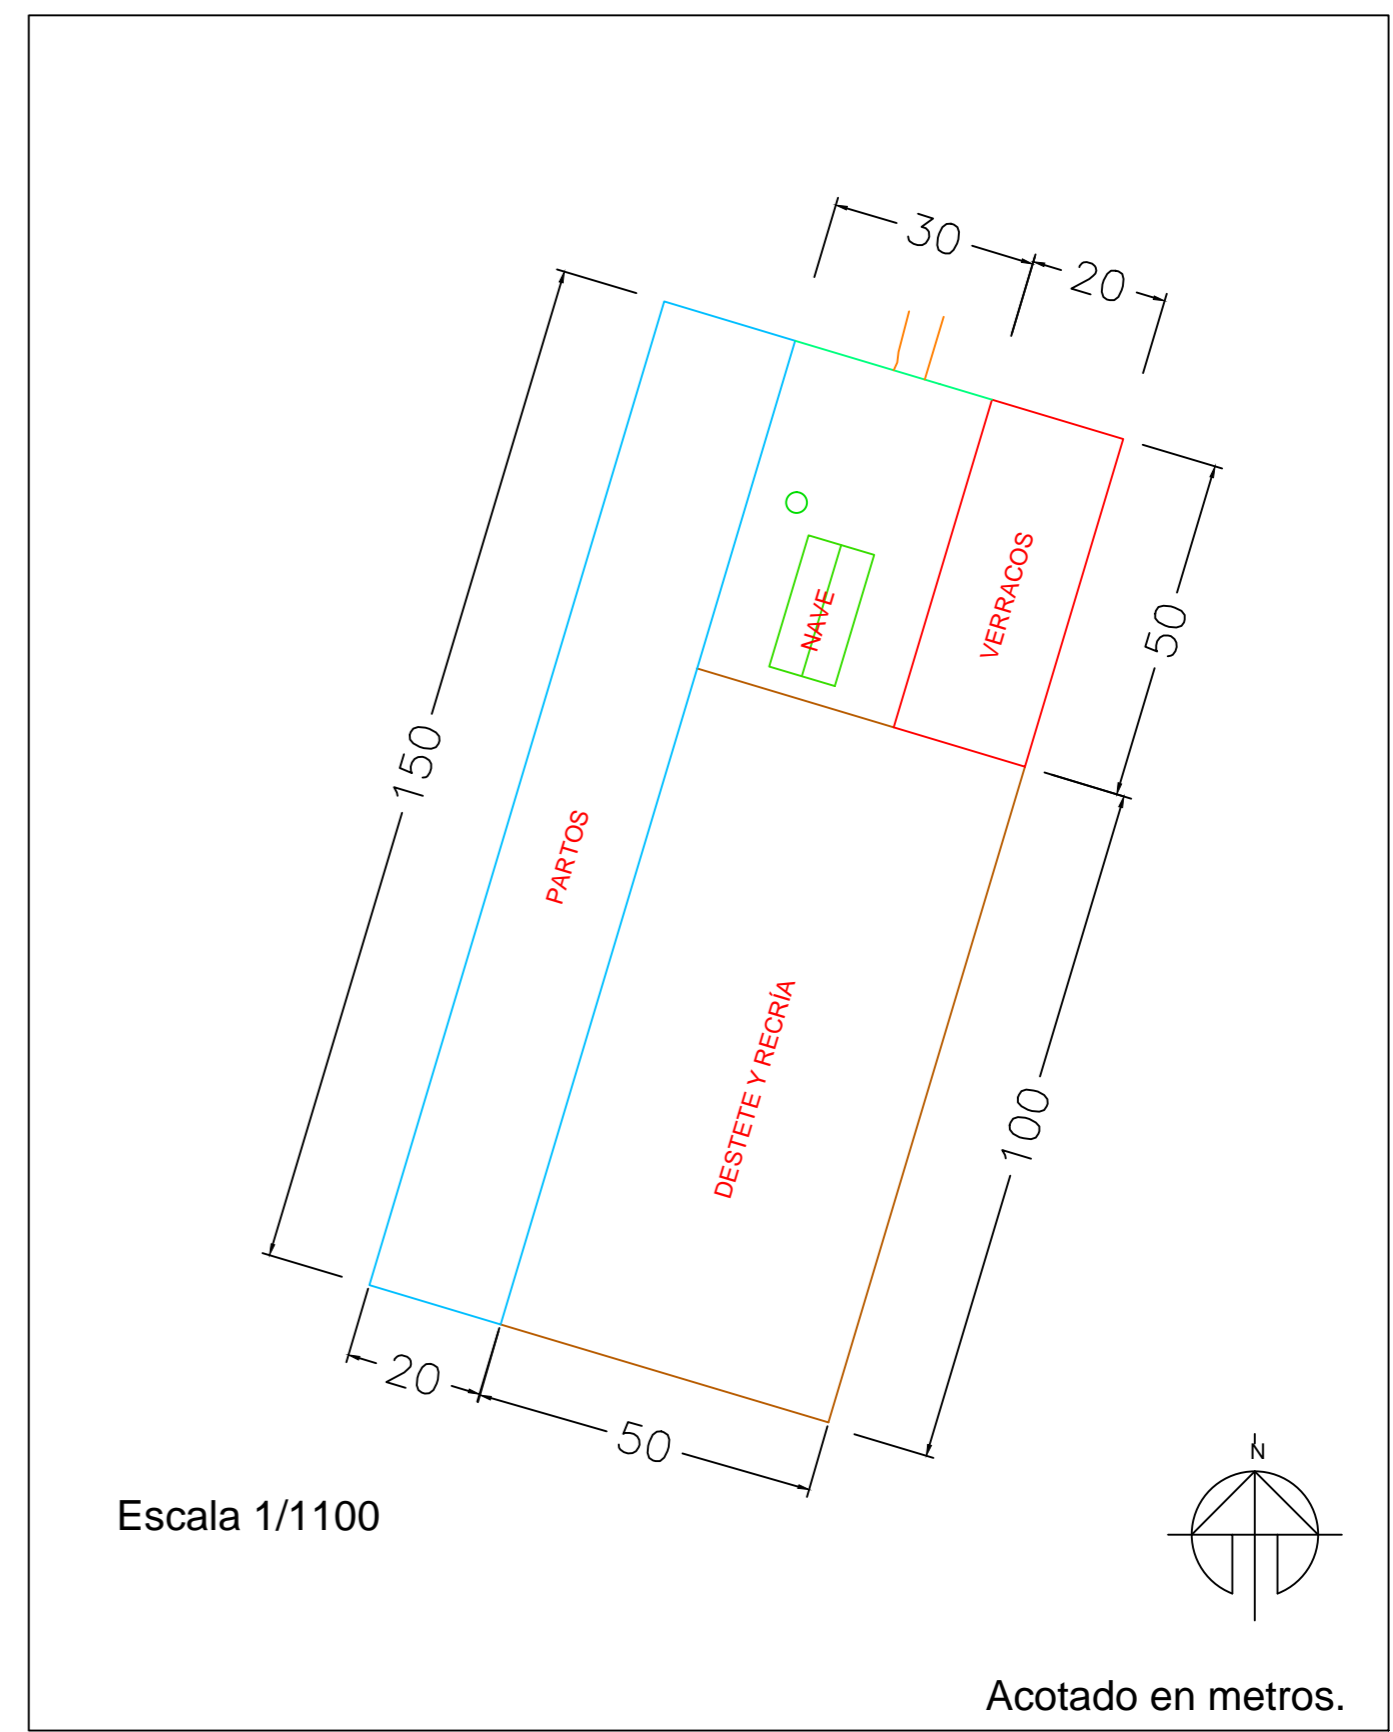 30
20
NAVE
VERRACOS
50
150
PARTOS
DESTETE Y RECRÍA
100
20
50
N
Escala 1/1100
Acotado en metros.